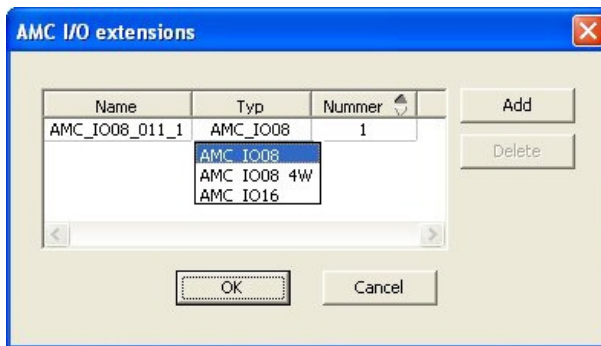 AMC I/O extensions
Name Typ Nummer
Add
AMC_IO08_011_1 AMC_IO08 1
Delete
AMC_IO08
AMC_IO08_4W
AMC_IO16
OK Cancel